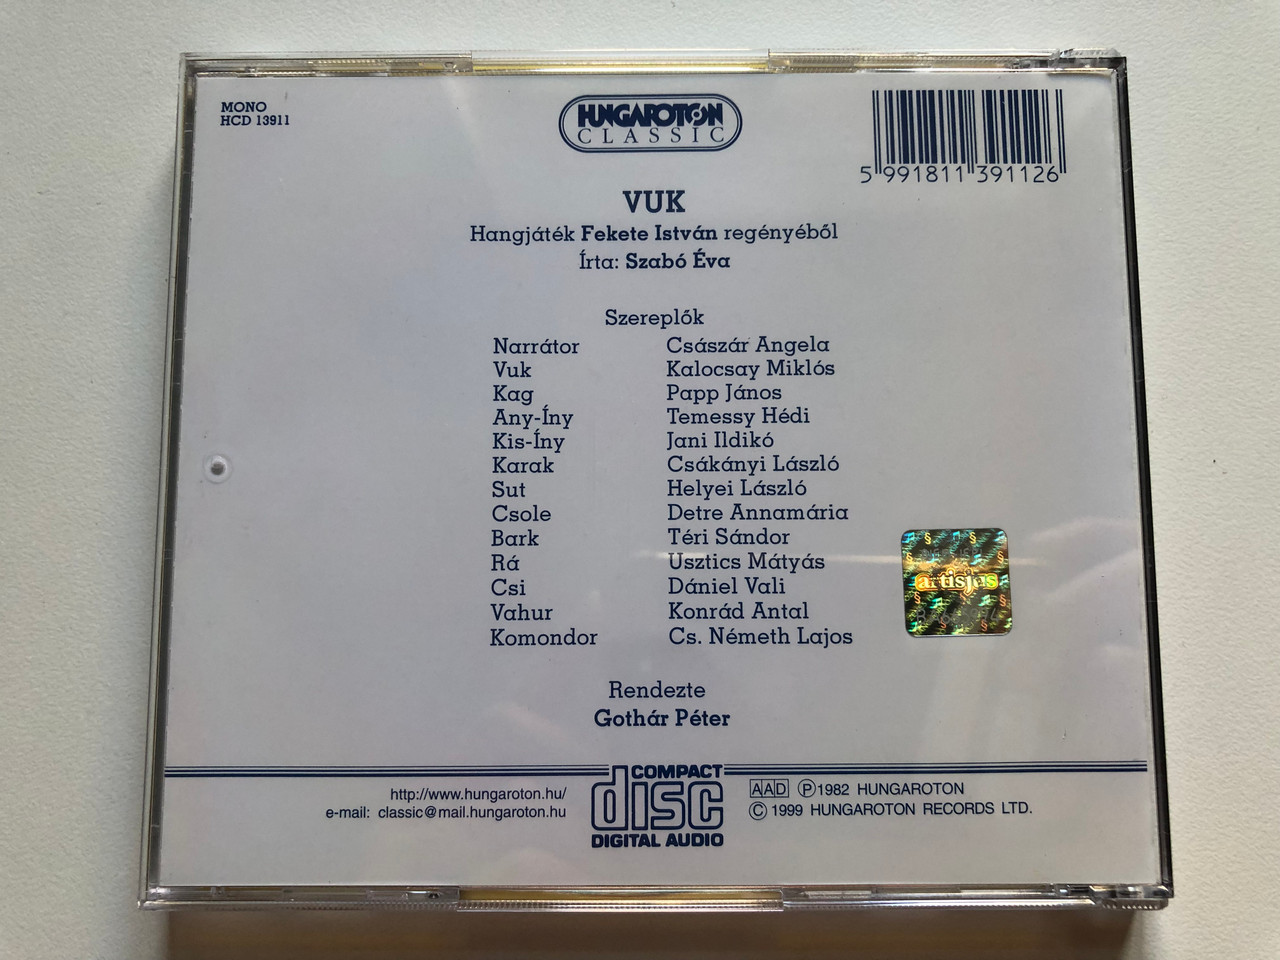 MONO
HCD 13911
HUNGAROTON
CLASSIC
5 991811 391126
VUK
Hangjáték Fekete István regényéből
Írta: Szabó Éva
Szereplők
Narrátor Császár Angela
Vuk Kalocsay Miklós
Kag Papp János
Any-Íny Temessy Hédi
Kis-Íny Jani Ildikó
Karak Csákányi László
Sut Helyei László
Csole Detre Annamária
Bark Téri Sándor
Rá Usztics Mátyás
Csi Dániel Vali
Vahur Konrád Antal
Komondor Cs. Németh Lajos
artisjus
Rendezte
Gothár Péter
http://www.hungaroton.hu/
e-mail: classic@mail.hungaroton.hu
COMPACT
disc
DIGITAL AUDIO
AAD Ⓟ 1982 HUNGAROTON
© 1999 HUNGAROTON RECORDS LTD.